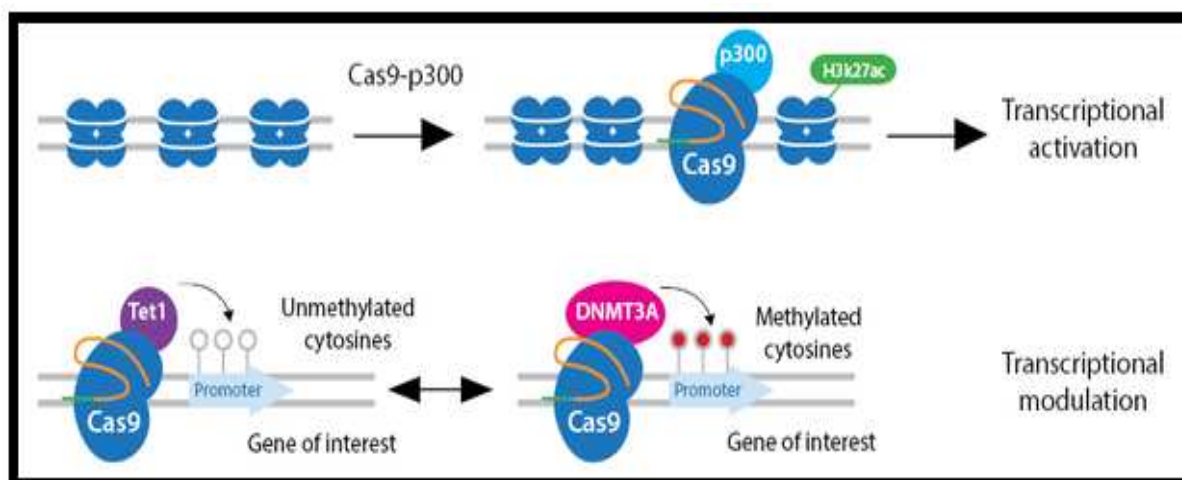 Cas9-p300
p300
H3k27ac
Cas9
Transcriptional
activation
Tet1
Unmethylated
cytosines
Promoter
Cas9
Gene of interest
DNMT3A
Methylated
cytosines
Promoter
Cas9
Gene of interest
Transcriptional
modulation